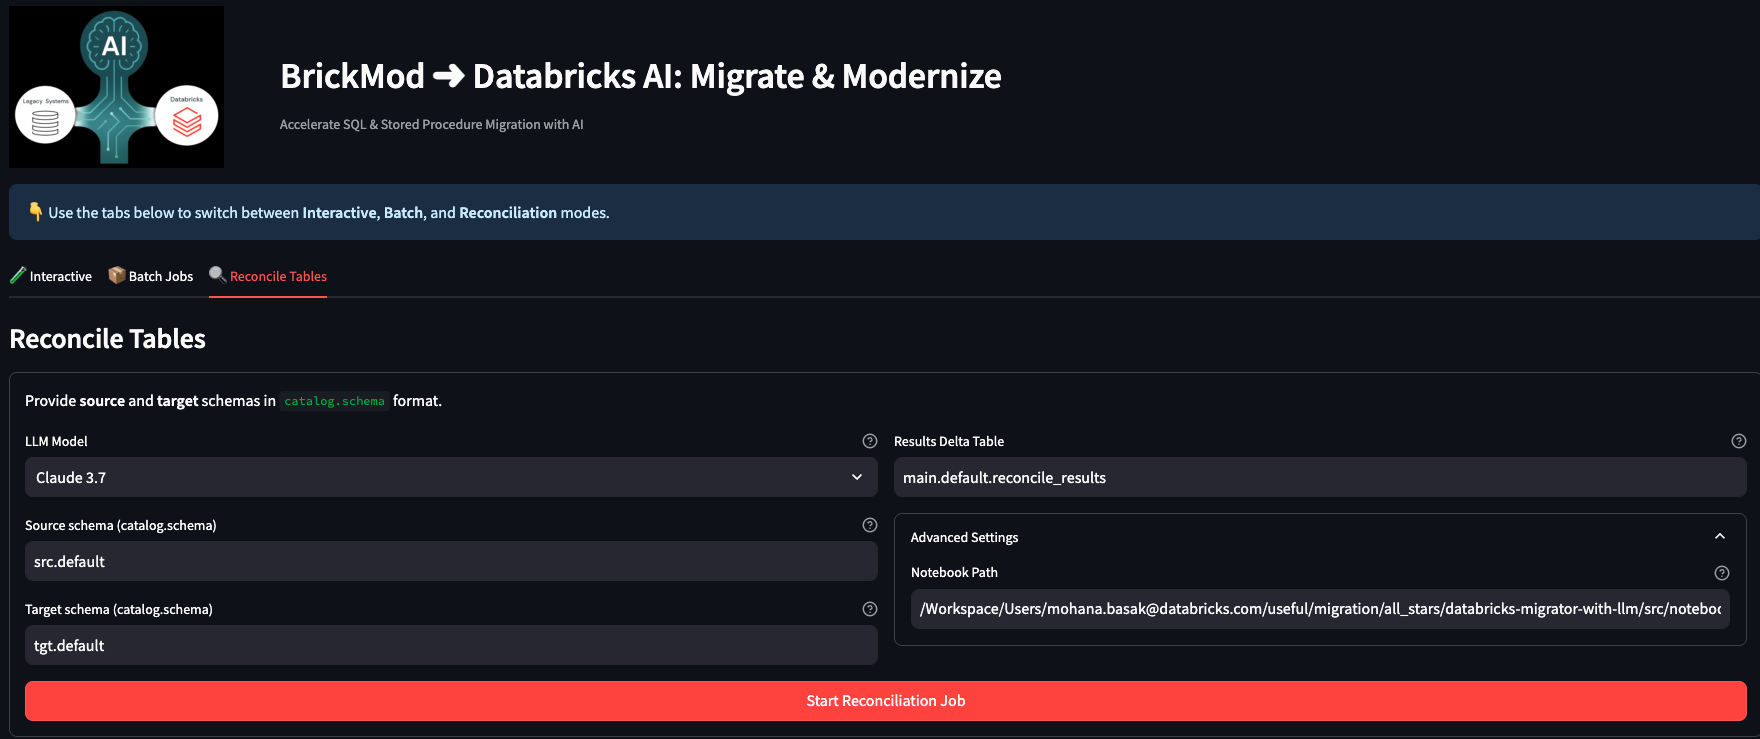 AI
Legacy Systems
Databricks
BrickMod ➜ Databricks AI: Migrate & Modernize
Accelerate SQL & Stored Procedure Migration with AI
👇 Use the tabs below to switch between Interactive, Batch, and Reconciliation modes.
Interactive Batch Jobs Reconcile Tables
Reconcile Tables
Provide source and target schemas in catalog.schema format.
LLM Model
Claude 3.7
Source schema (catalog.schema)
src.default
Target schema (catalog.schema)
tgt.default
Results Delta Table
main.default.reconcile_results
Advanced Settings
Notebook Path
/Workspace/Users/mohana.basak@databricks.com/useful/migration/all_stars/databricks-migrator-with-llm/src/noteboo
Start Reconciliation Job